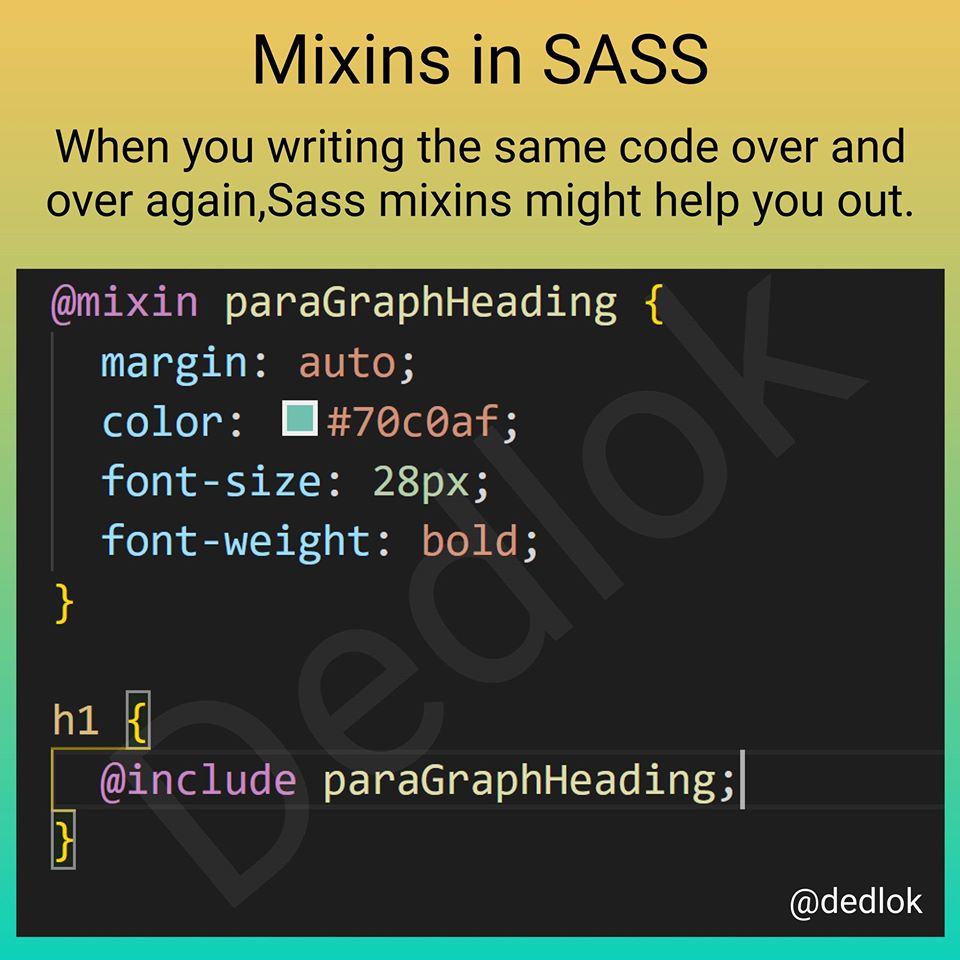 Mixins in SASS
When you writing the same code over and
over again,Sass mixins might help you out.
@mixin paraGraphHeading {
margin: auto;
color: #70c0af;
font-size: 28px;
font-weight: bold;
}
h1 {
@include paraGraphHeading;
}
Dedlok
@dedlok